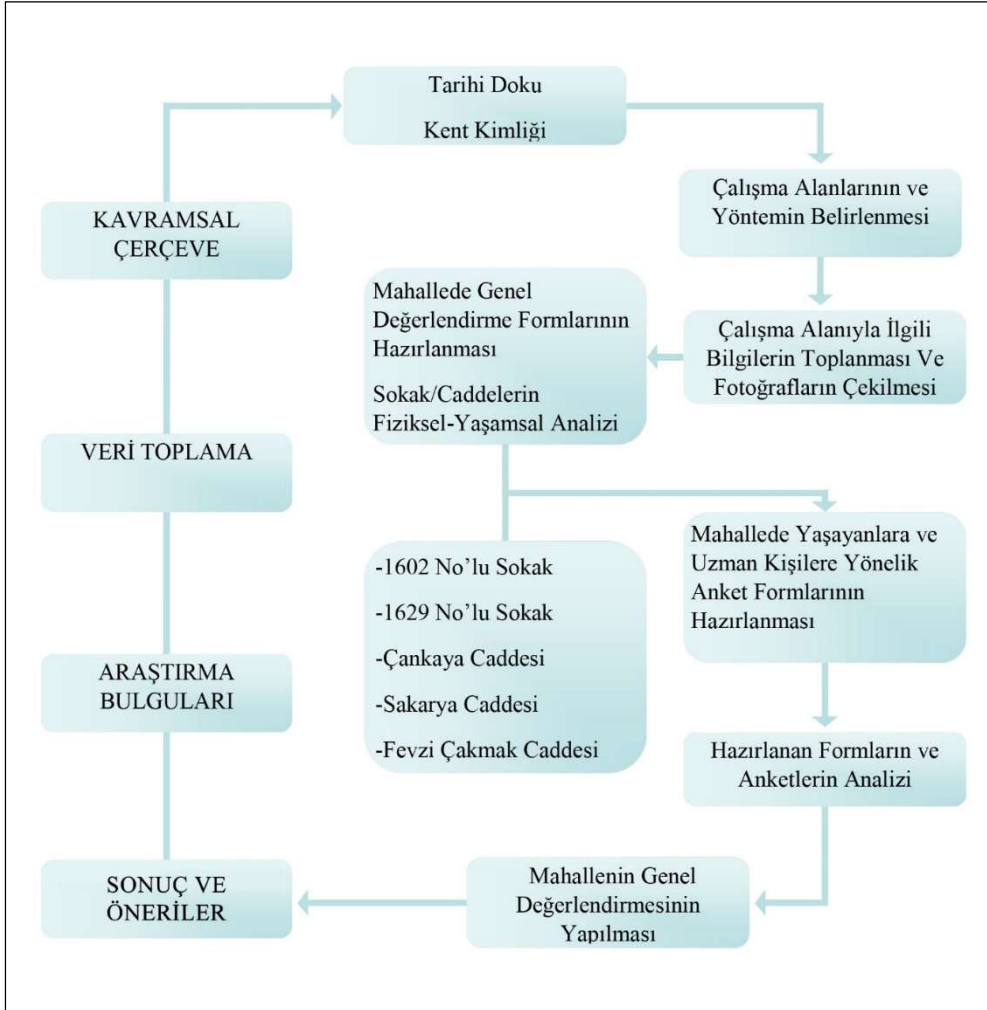 Tarihi Doku
Kent Kimliği
Çalışma Alanlarının ve
Yöntemin Belirlenmesi
KAVRAMSAL
ÇERÇEVE
Mahallede Genel
Değerlendirme Formlarının
Hazırlanması
Sokak/Caddelerin
Fiziksel-Yaşamsal Analizi
Çalışma Alanıyla İlgili
Bilgilerin Toplanması Ve
Fotoğrafların Çekilmesi
VERİ TOPLAMA
-1602 No’lu Sokak
-1629 No’lu Sokak
-Çankaya Caddesi
-Sakarya Caddesi
-Fevzi Çakmak Caddesi
Mahallede Yaşayanlara ve
Uzman Kişilere Yönelik
Anket Formlarının
Hazırlanması
ARAŞTIRMA
BULGULARI
Hazırlanan Formların ve
Anketlerin Analizi
SONUÇ VE
ÖNERİLER
Mahallenin Genel
Değerlendirmesinin
Yapılması